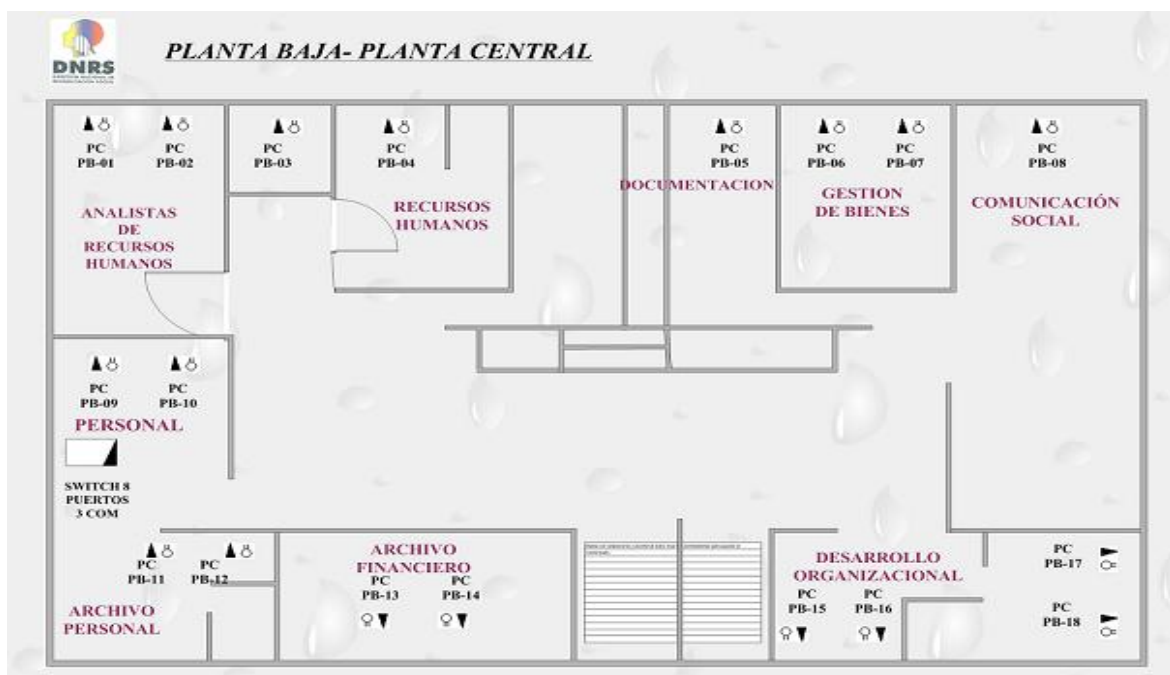 DNRS
PLANTA BAJA- PLANTA CENTRAL
PC
PB-01
PC
PB-02
PC
PB-03
PC
PB-04
PC
PB-05
PC
PB-06
PC
PB-07
PC
PB-08
ANALISTAS
DE
RECURSOS
HUMANOS
RECURSOS
HUMANOS
DOCUMENTACION
GESTION
DE BIENES
COMUNICACIÓN
SOCIAL
PC
PB-09
PC
PB-10
PERSONAL
SWITCH 8
PUERTOS
3 COM
PC
PB-11
PC
PB-12
ARCHIVO
PERSONAL
ARCHIVO
FINANCIERO
PC
PB-13
PC
PB-14
DESARROLLO
ORGANIZACIONAL
PC
PB-15
PC
PB-16
PC
PB-17
PC
PB-18